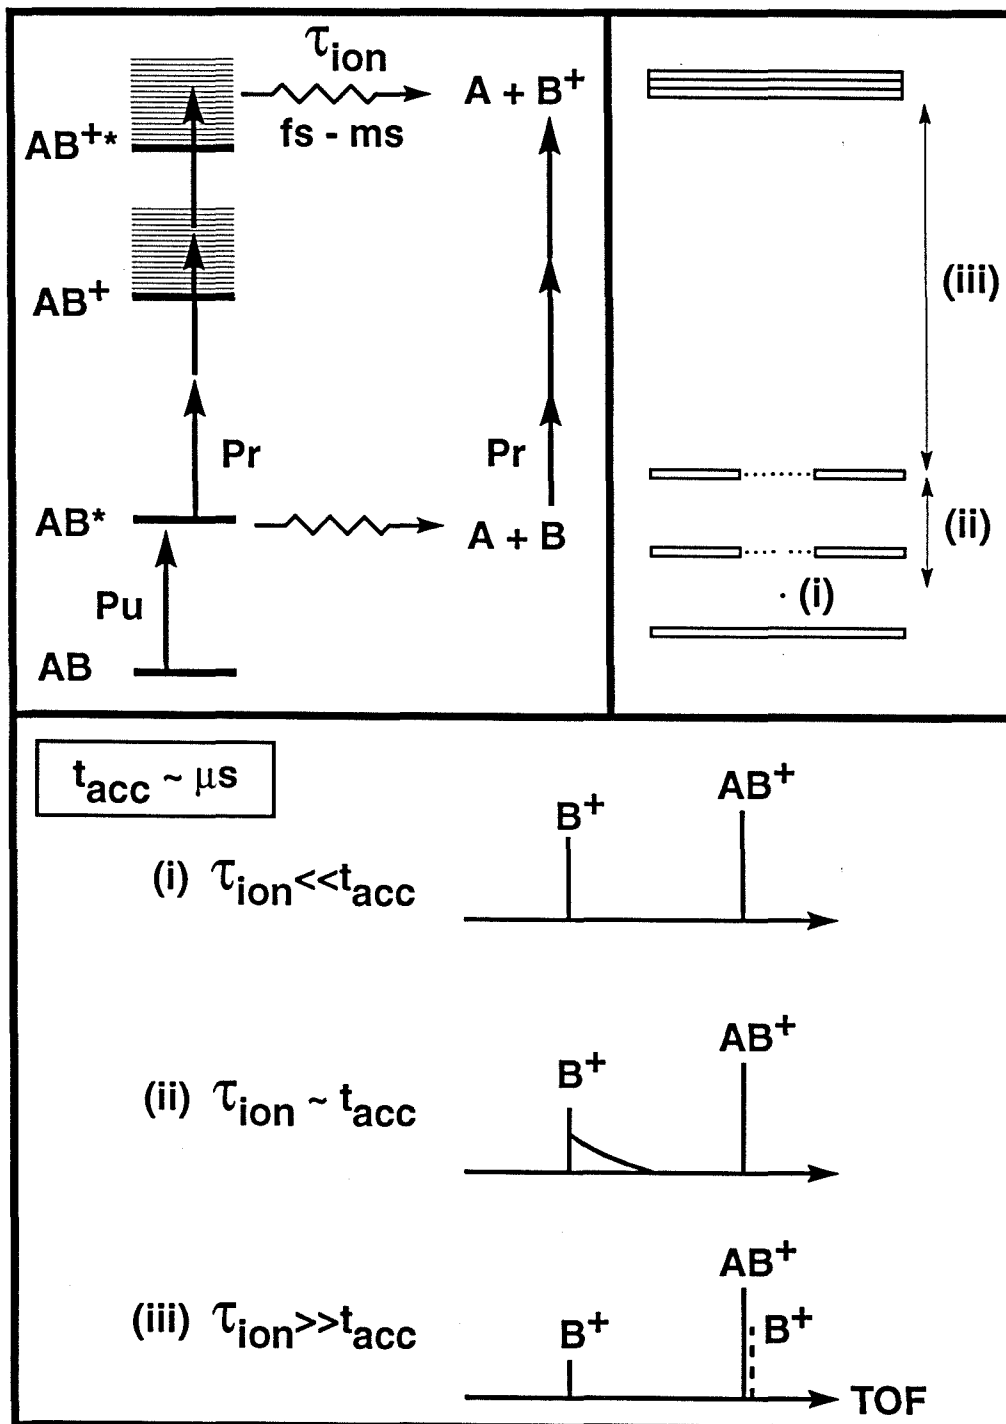 τion
fs - ms
A + B+
AB+*
AB+
Pr
Pr
AB*
A + B
Pu
AB
(iii)
(ii)
(i)
tacc ~ μs
(i) τion<<tacc
B+
AB+
(ii) τion ~ tacc
B+
AB+
(iii) τion>>tacc
B+
AB+
B+
TOF